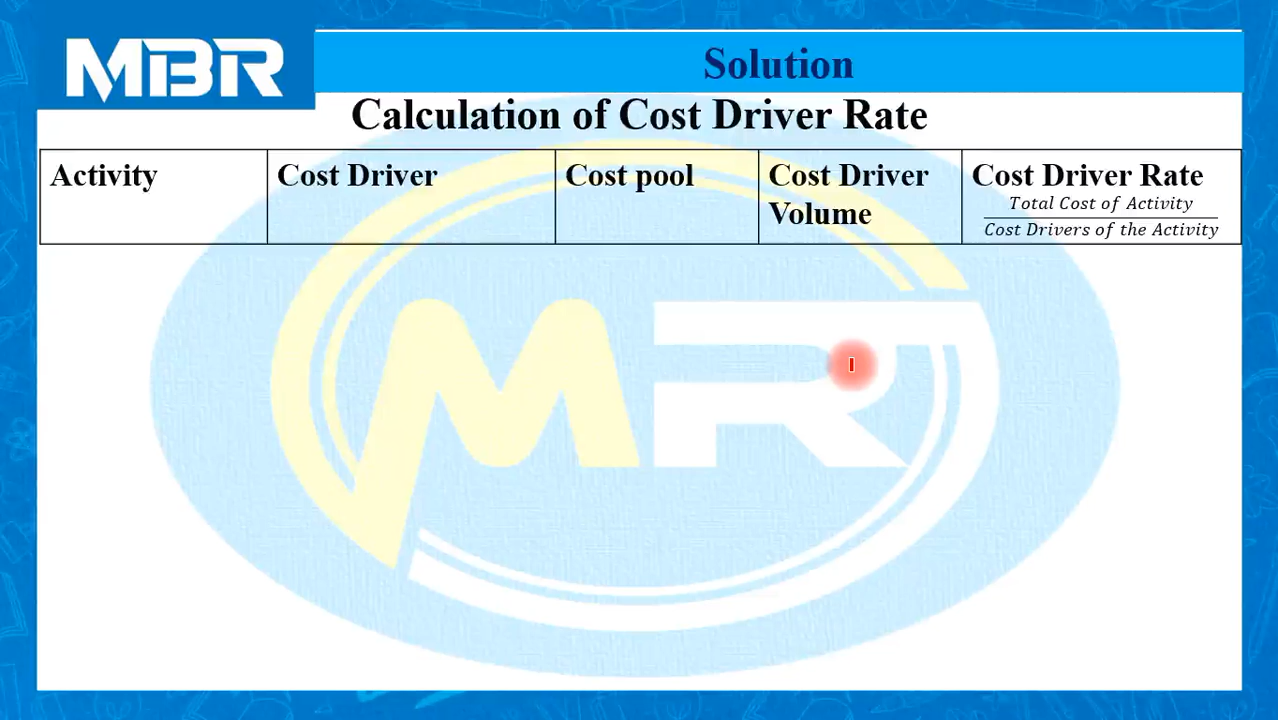 MBR
Solution
Calculation of Cost Driver Rate
Activity
Cost Driver
Cost pool
Cost Driver
Volume
Cost Driver Rate
Total Cost of Activity
Cost Drivers of the Activity
MR